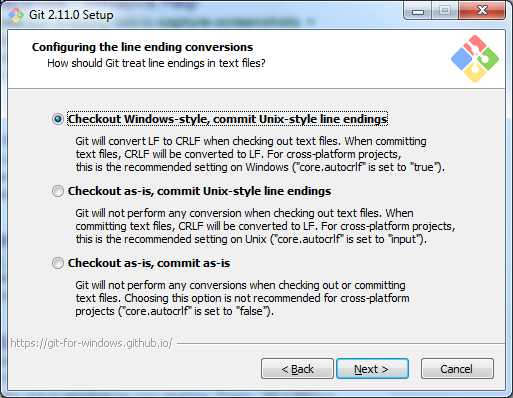 Git 2.11.0 Setup
Configuring the line ending conversions
How should Git treat line endings in text files?
Checkout Windows-style, commit Unix-style line endings
Git will convert LF to CRLF when checking out text files. When committing
text files, CRLF will be converted to LF. For cross-platform projects,
this is the recommended setting on Windows ("core.autocrlf" is set to "true").
Checkout as-is, commit Unix-style line endings
Git will not perform any conversion when checking out text files. When
committing text files, CRLF will be converted to LF. For cross-platform projects,
this is the recommended setting on Unix ("core.autocrlf" is set to "input").
Checkout as-is, commit as-is
Git will not perform any conversions when checking out or committing
text files. Choosing this option is not recommended for cross-platform
projects ("core.autocrlf" is set to "false").
https://git-for-windows.github.io/
< Back
Next >
Cancel